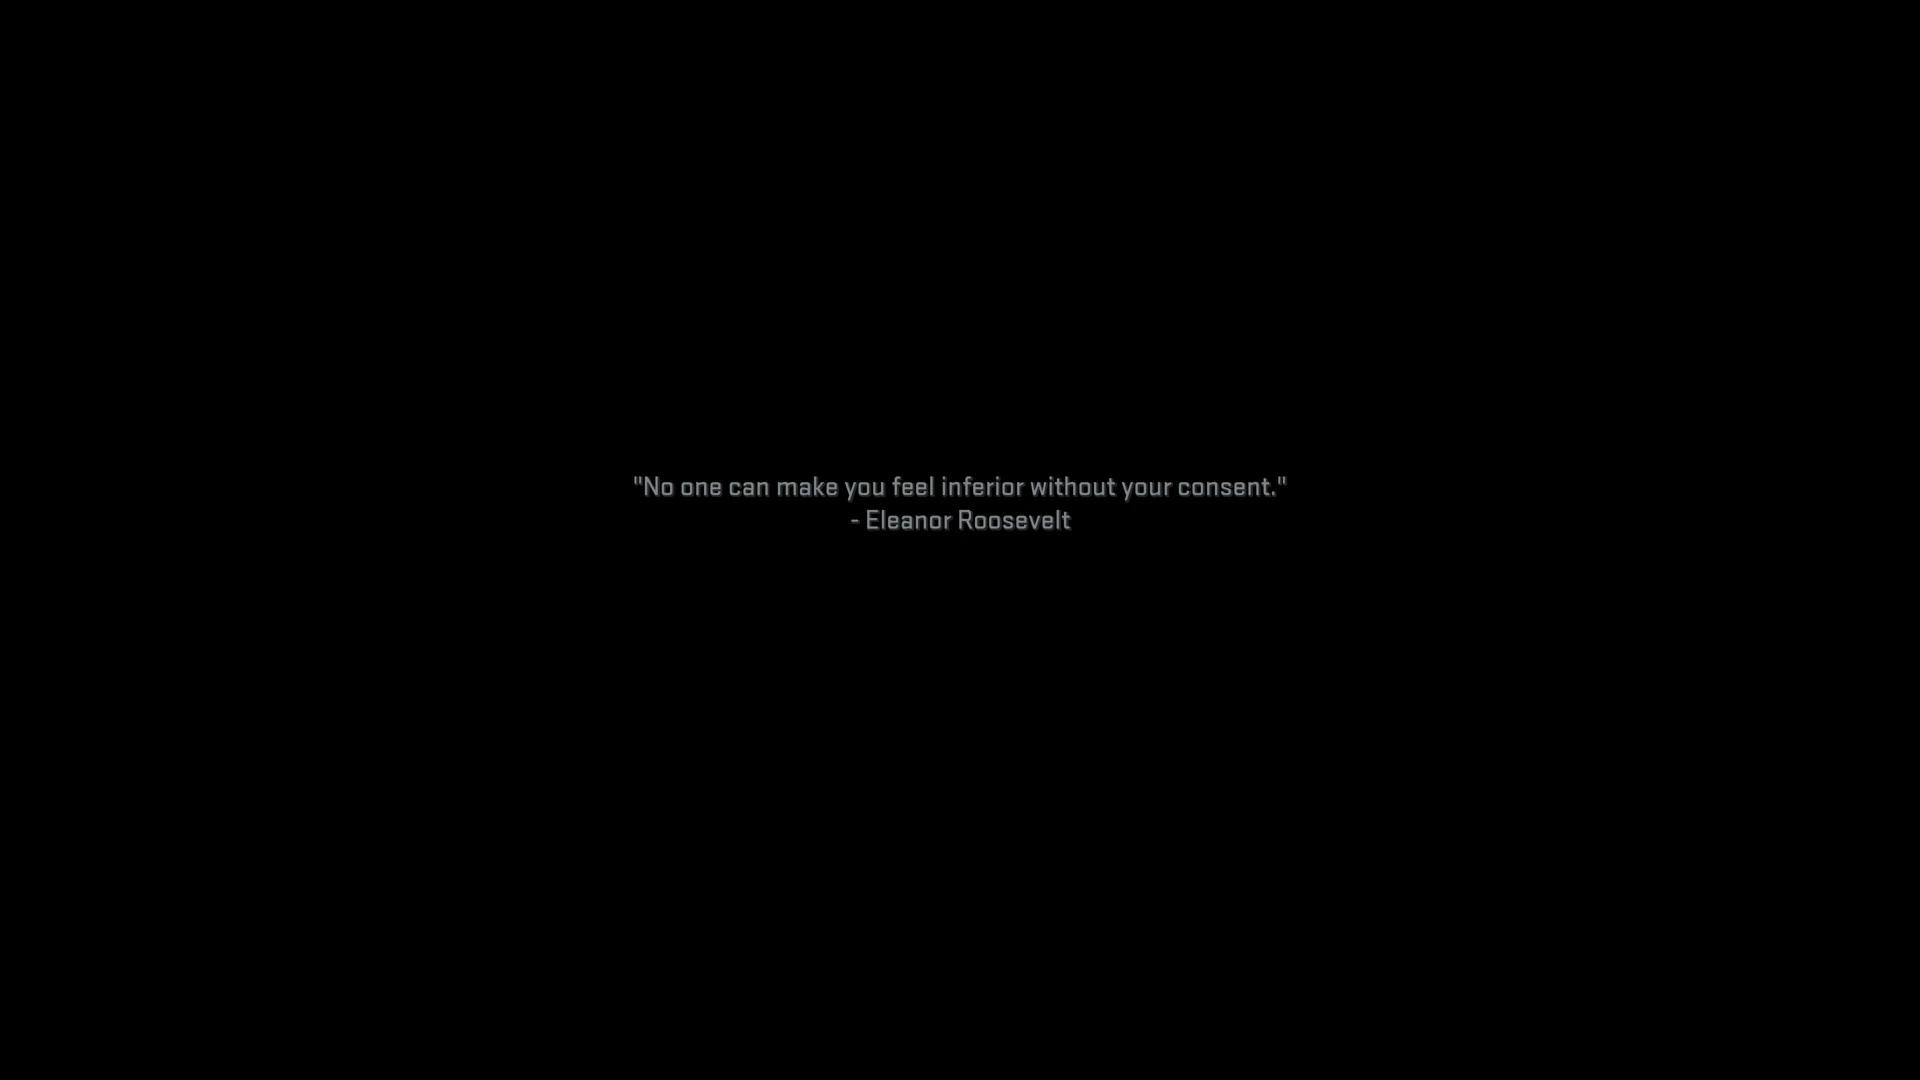 "No one can make you feel inferior without your consent."
- Eleanor Roosevelt